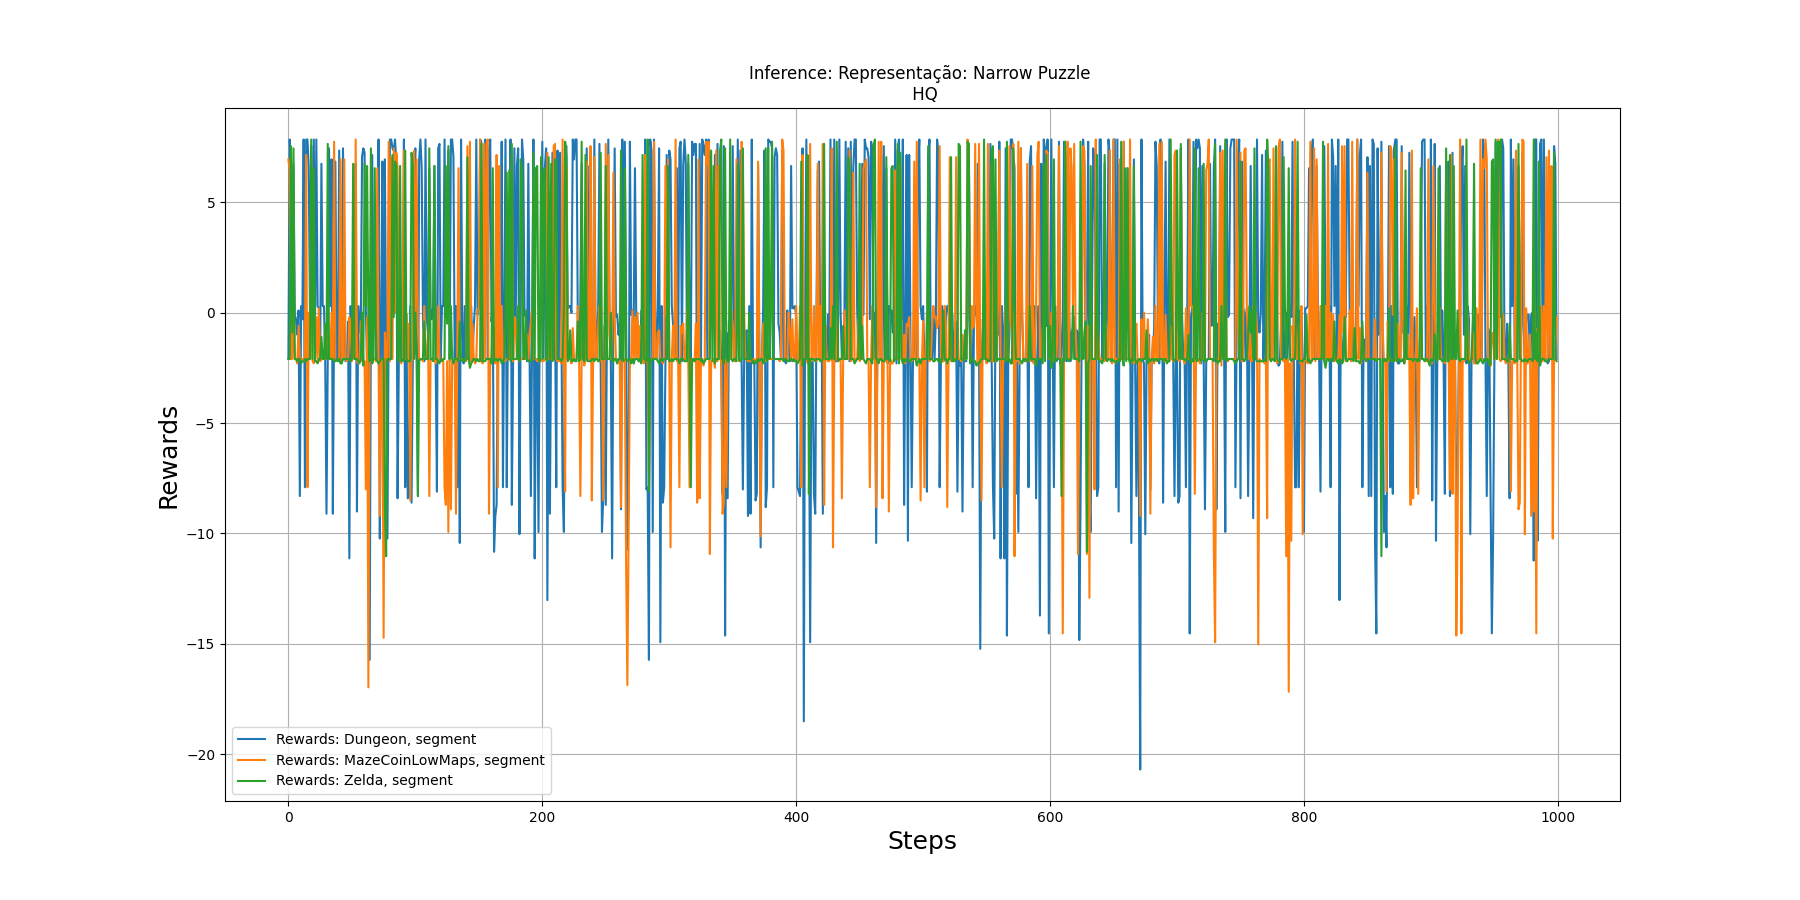 Inference: Representação: Narrow Puzzle
HQ
Rewards
5
0
−5
−10
−15
−20
Rewards: Dungeon, segment
Rewards: MazeCoinLowMaps, segment
Rewards: Zelda, segment
0 200 400 600 800 1000
Steps